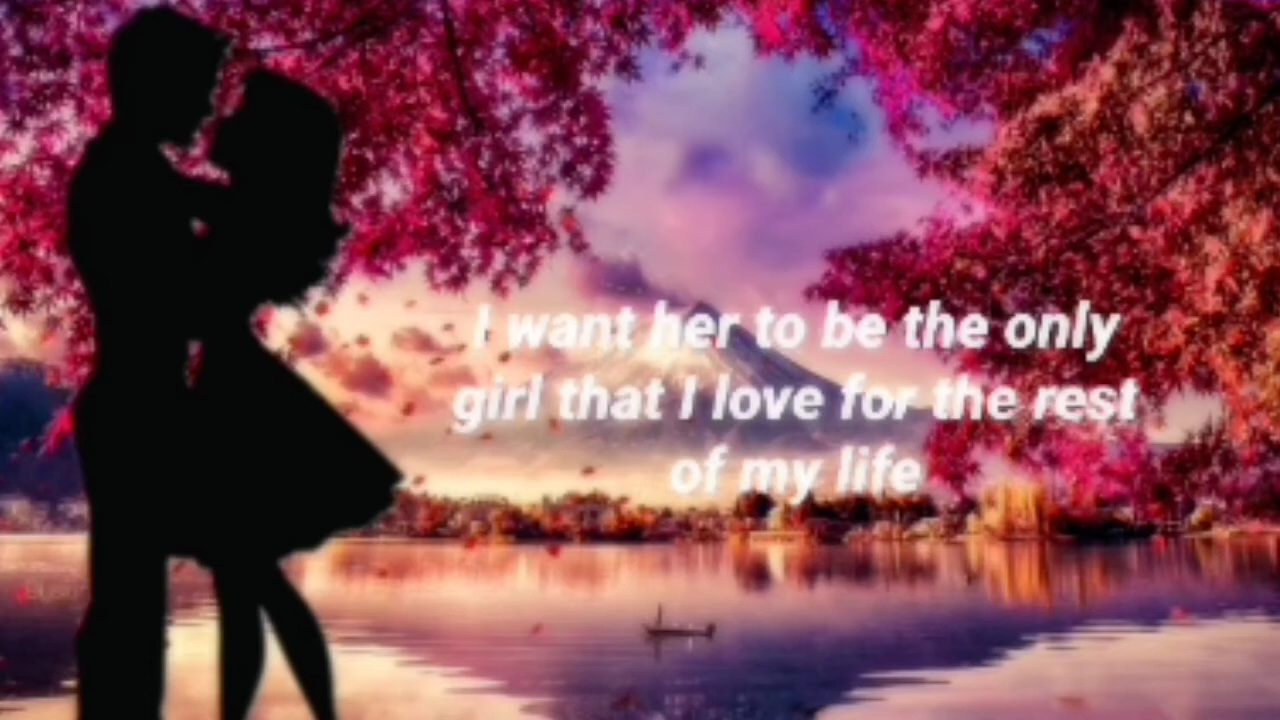 I want her to be the only
girl that I love for the rest
of my life